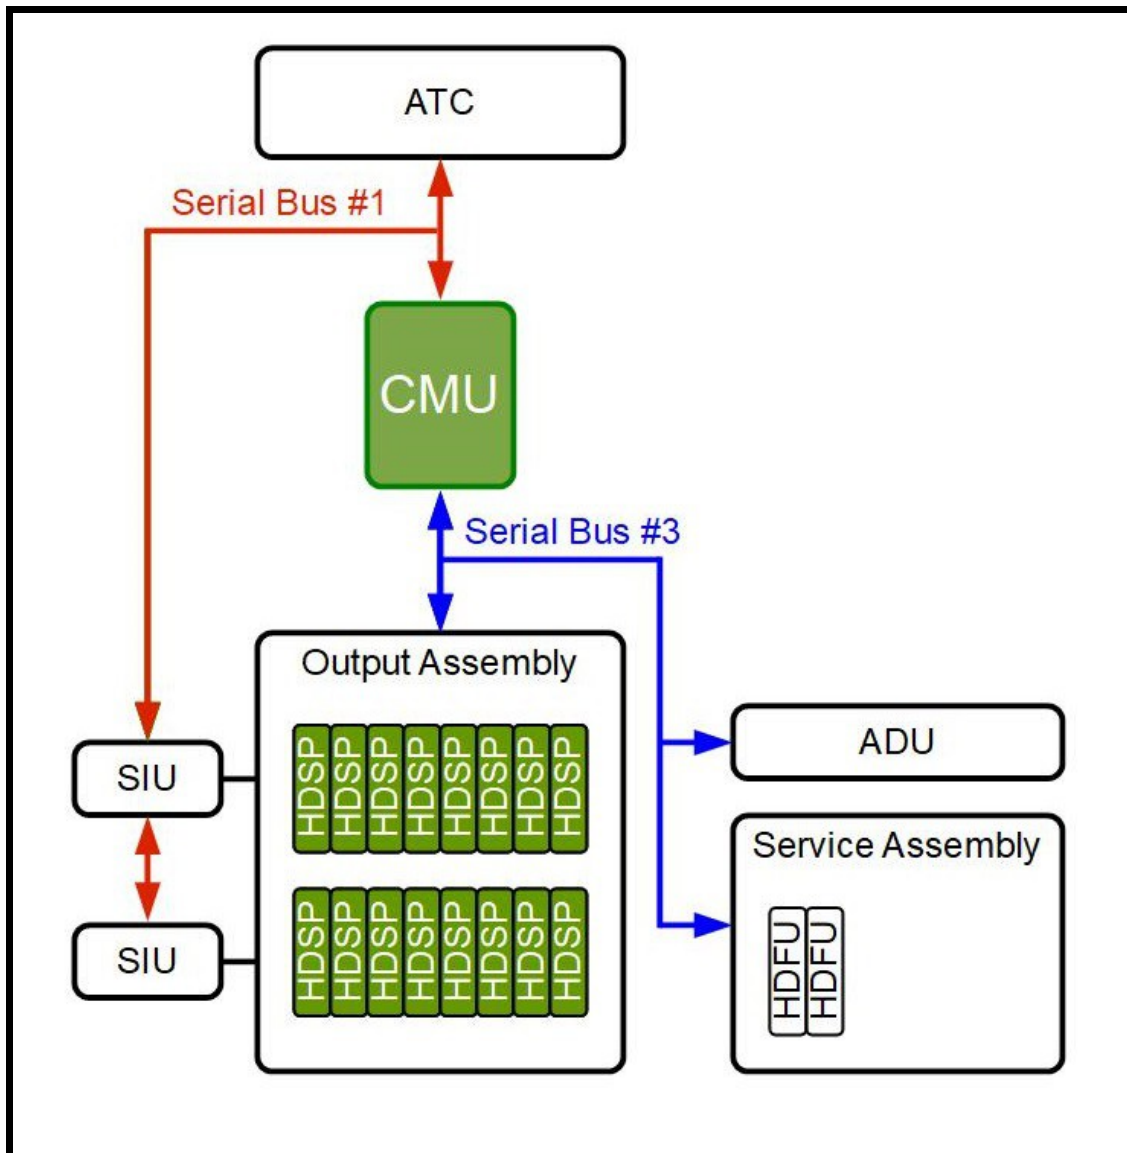 ATC
Serial Bus #1
CMU
Serial Bus #3
Output Assembly
HDSP HDSP HDSP HDSP HDSP HDSP HDSP HDSP
ADU
SIU
Service Assembly
HDSP HDSP HDSP HDSP HDSP HDSP HDSP HDSP
SIU
HDFU HDFU